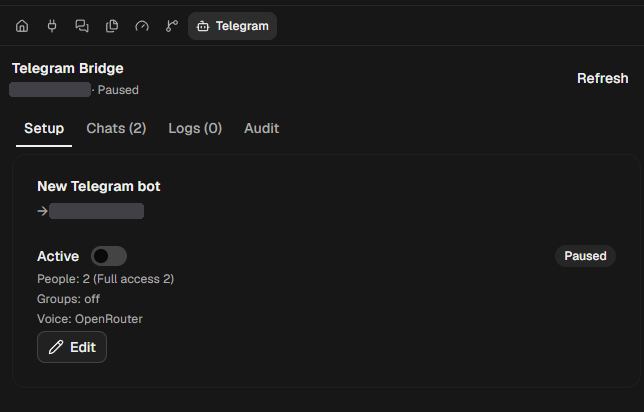 Telegram
Telegram Bridge
Refresh
· Paused
Setup
Chats (2)
Logs (0)
Audit
New Telegram bot
→
Active
Paused
People: 2 (Full access 2)
Groups: off
Voice: OpenRouter
Edit